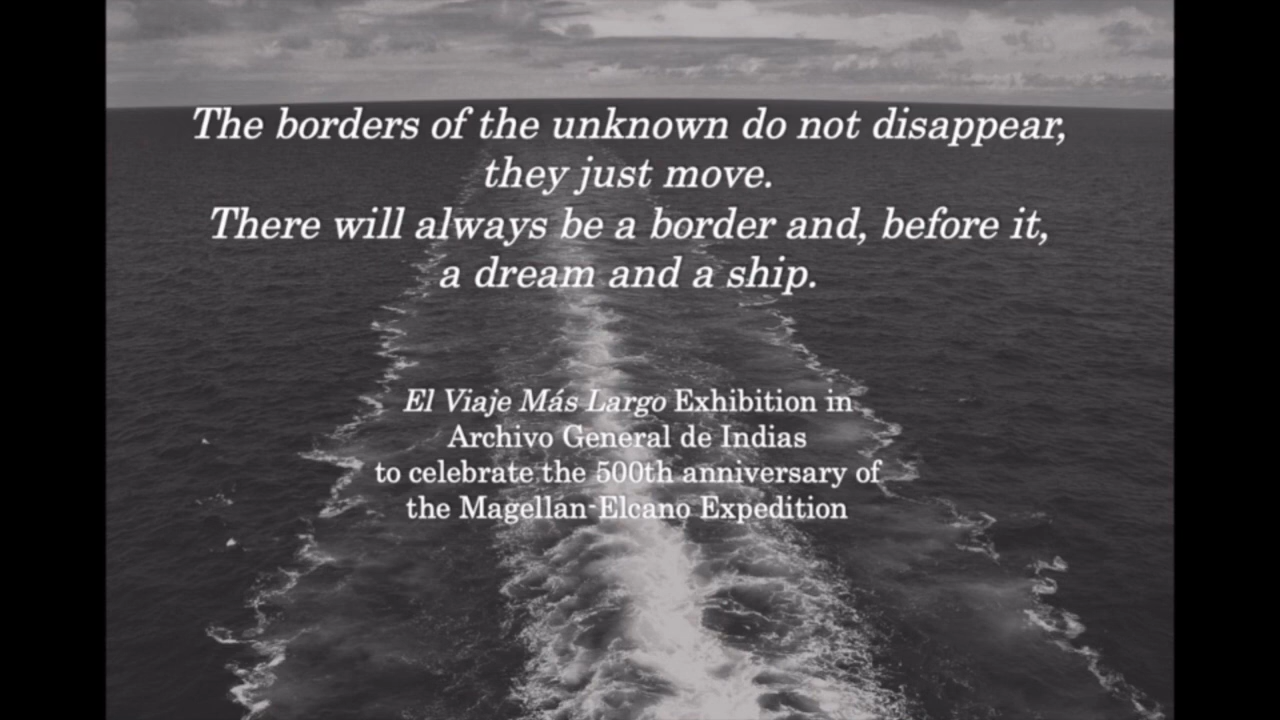 The borders of the unknown do not disappear,
they just move.
There will always be a border and, before it,
a dream and a ship.
El Viaje Más Largo Exhibition in
Archivo General de Indias
to celebrate the 500th anniversary of
the Magellan-Elcano Expedition